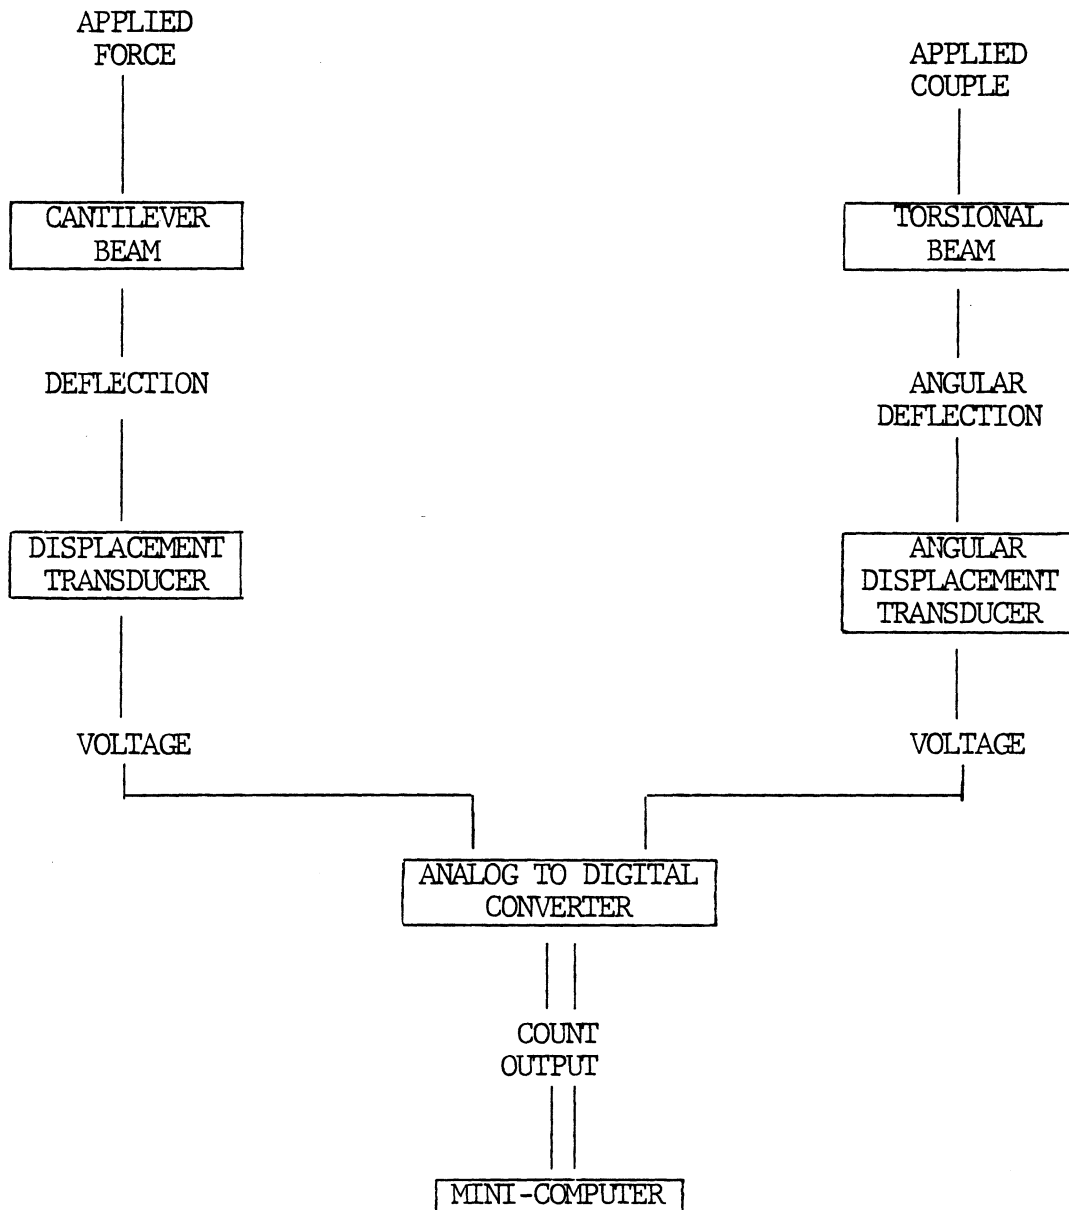 APPLIED
FORCE
APPLIED
COUPLE
CANTILEVER
BEAM
TORSIONAL
BEAM
DEFLECTION
ANGULAR
DEFLECTION
DISPLACEMENT
TRANSDUCER
ANGULAR
DISPLACEMENT
TRANSDUCER
VOLTAGE
VOLTAGE
ANALOG TO DIGITAL
CONVERTER
COUNT
OUTPUT
MINI-COMPUTER